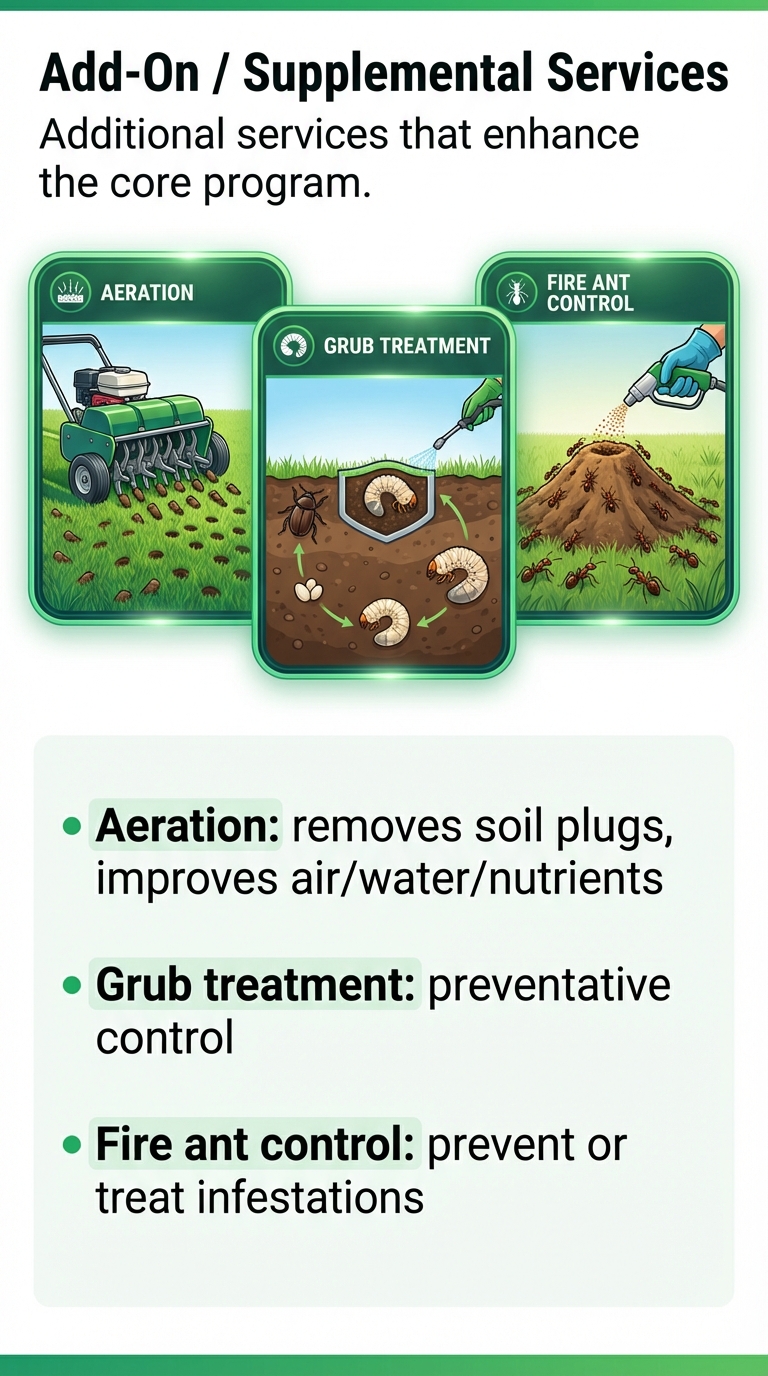 Add-On / Supplemental Services
Additional services that enhance
the core program.
AERATION
GRUB TREATMENT
FIRE ANT
CONTROL
• Aeration: removes soil plugs,
improves air/water/nutrients
• Grub treatment: preventative
control
• Fire ant control: prevent or
treat infestations